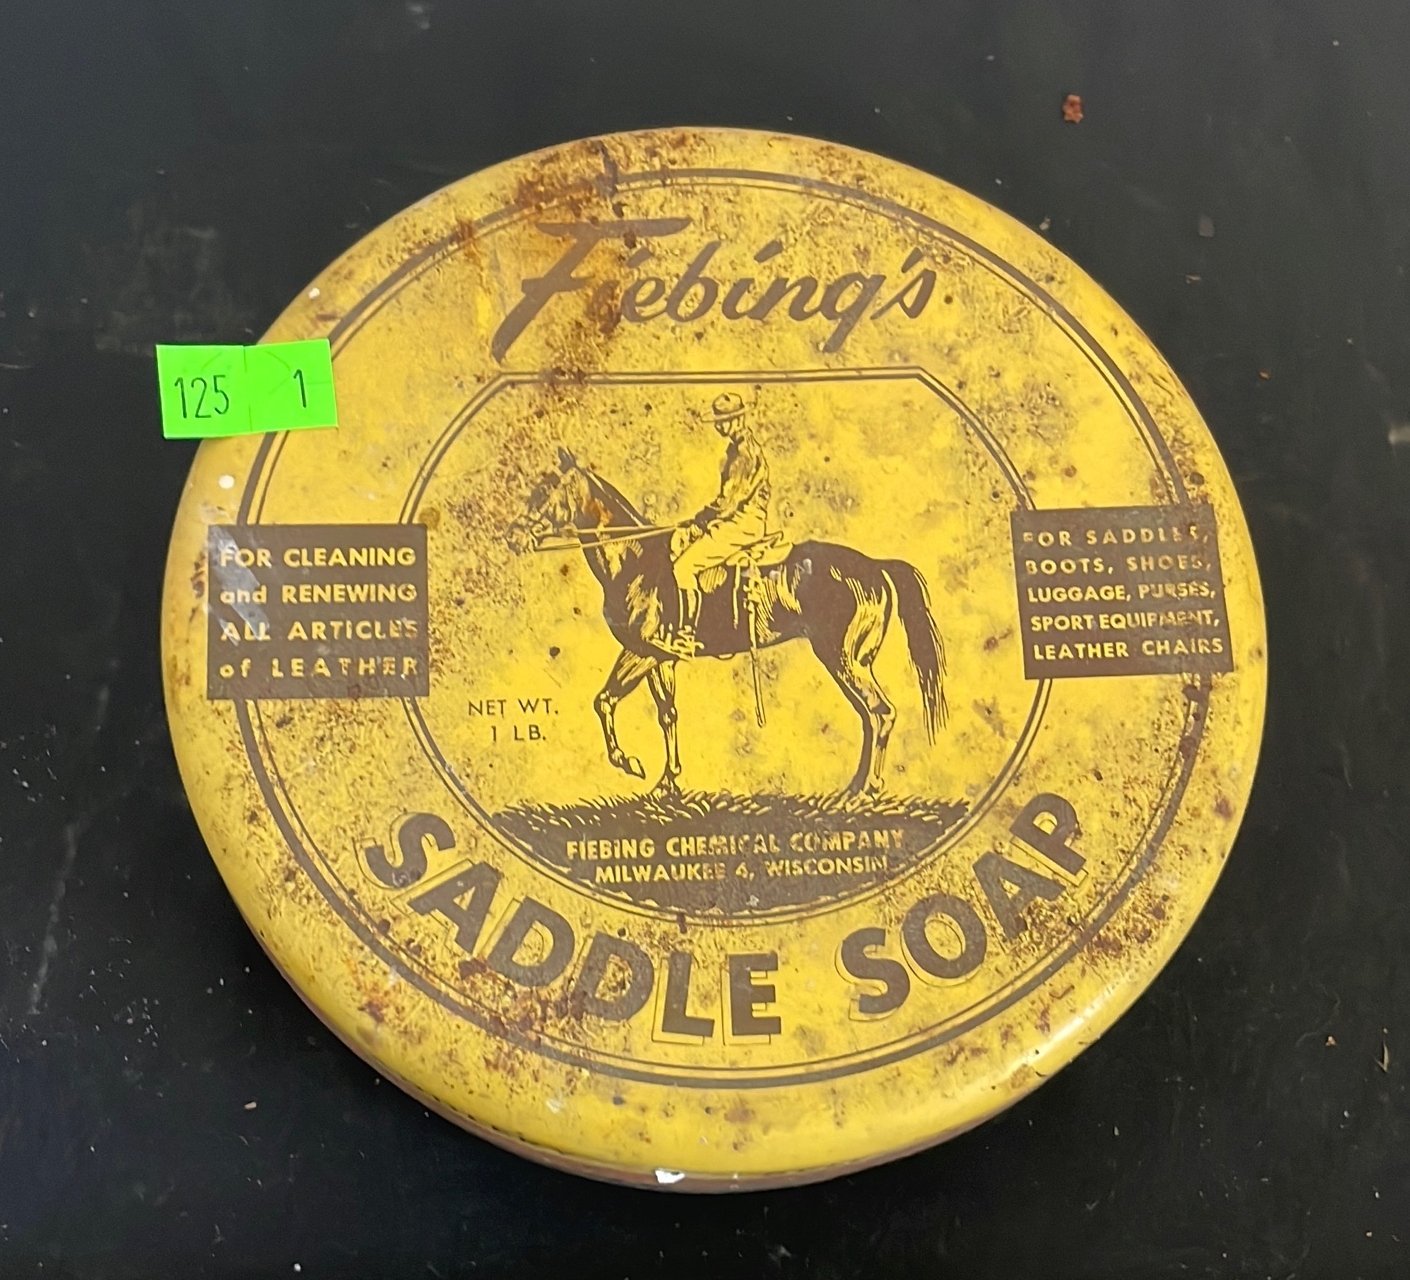 Fiebing's
125 1
FOR CLEANING
and RENEWING
ALL ARTICLES
of LEATHER
FOR SADDLES,
BOOTS, SHOES,
LUGGAGE, PURSES,
SPORT EQUIPMENT,
LEATHER CHAIRS
NET WT.
1 LB.
FIEBING CHEMICAL COMPANY
MILWAUKEE 4, WISCONSIN
SADDLE SOAP